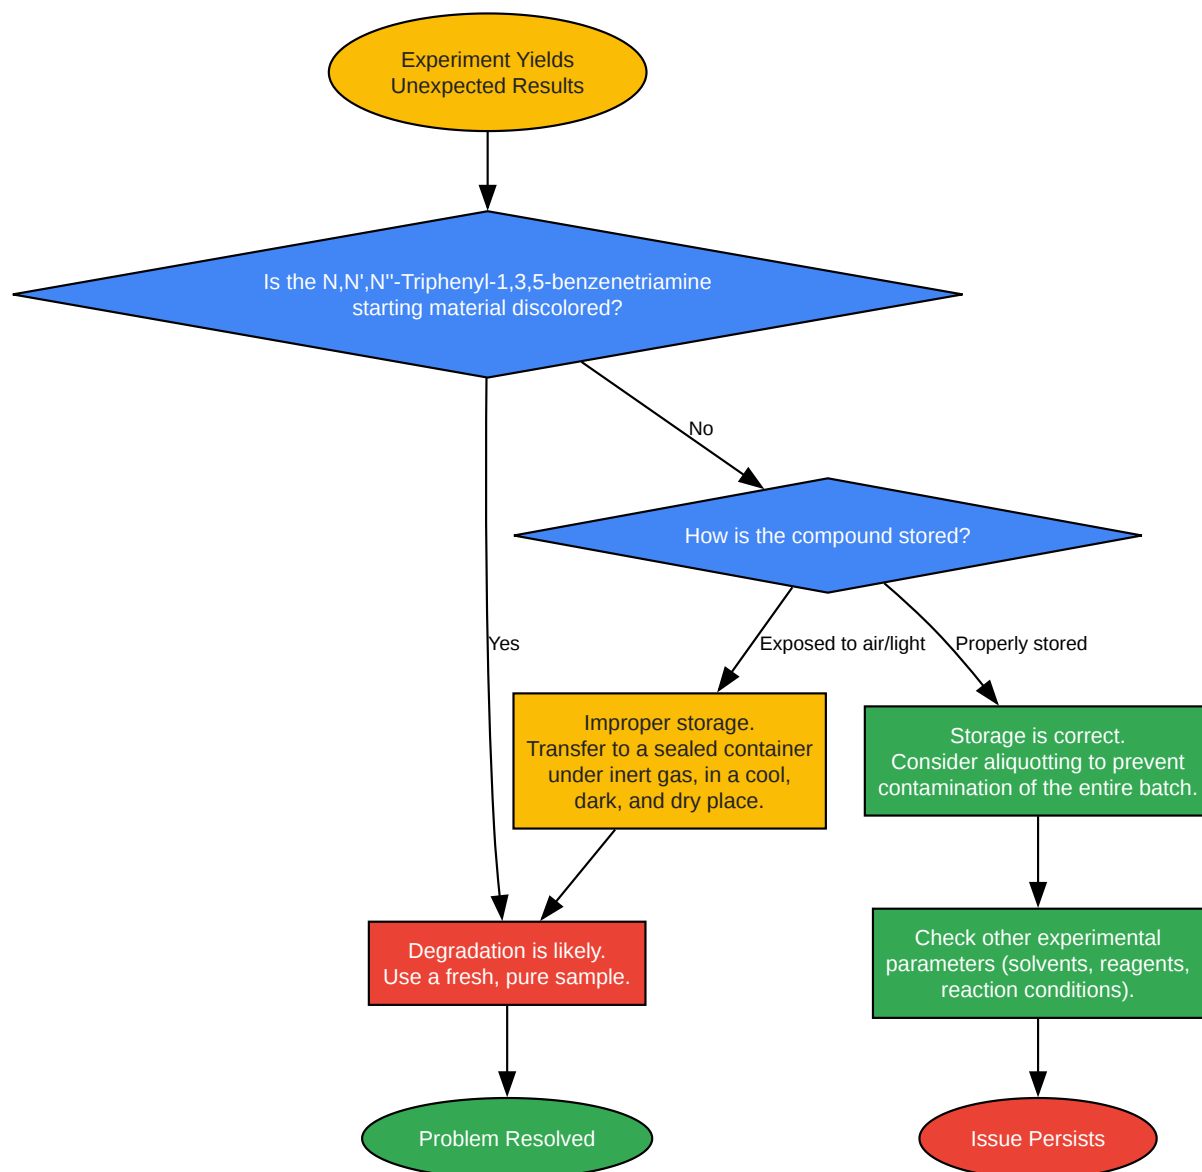 Experiment Yields
Unexpected Results
Is the N,N',N''-Triphenyl-1,3,5-benzenetriamine
starting material discolored?
No
How is the compound stored?
Yes
Exposed to air/light
Properly stored
Improper storage.
Transfer to a sealed container
under inert gas, in a cool,
dark, and dry place.
Storage is correct.
Consider aliquotting to prevent
contamination of the entire batch.
Degradation is likely.
Use a fresh, pure sample.
Check other experimental
parameters (solvents, reagents,
reaction conditions).
Problem Resolved
Issue Persists